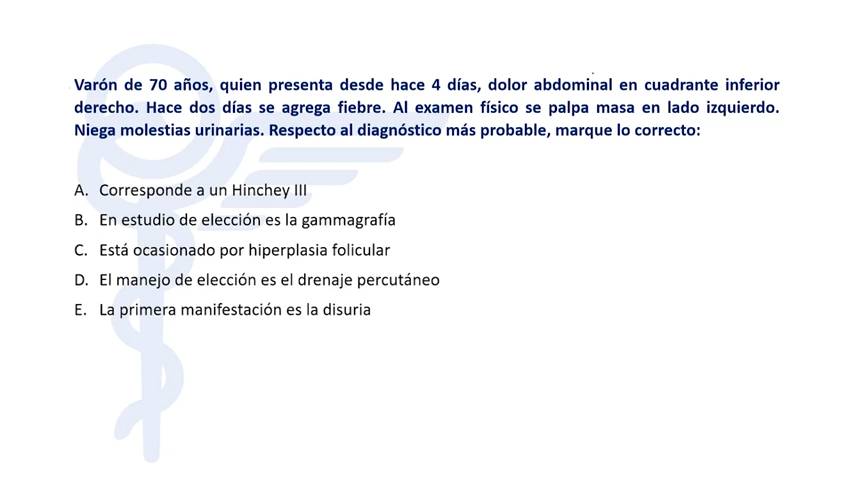 Varón de 70 años, quien presenta desde hace 4 días, dolor abdominal en cuadrante inferior
derecho. Hace dos días se agrega fiebre. Al examen físico se palpa masa en lado izquierdo.
Niega molestias urinarias. Respecto al diagnóstico más probable, marque lo correcto:
A. Corresponde a un Hinchey III
B. En estudio de elección es la gammagrafía
C. Está ocasionado por hiperplasia folicular
D. El manejo de elección es el drenaje percutáneo
E. La primera manifestación es la disuria